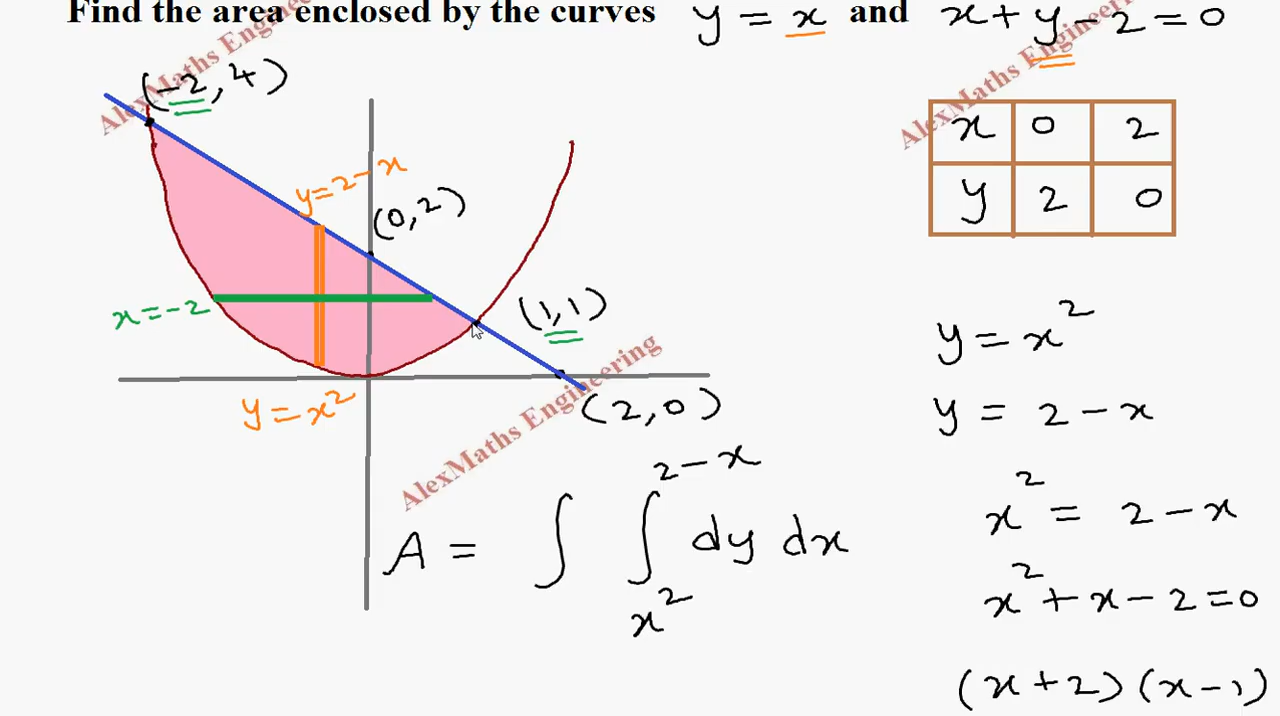 Find the area enclosed by the curves y = x and x + y - 2 = 0
(-2, 4)
AlexMaths Engineering
AlexMaths Engineering
x 0 2
y 2 0
y = 2 - x
(0, 2)
x = -2
(1, 1)
y = x²
(2, 0)
AlexMaths Engineering
y = x²
y = 2 - x
x² = 2 - x
x² + x - 2 = 0
(x + 2) (x - 1)
A = ∫ ∫_{x²}^{2-x} dy dx